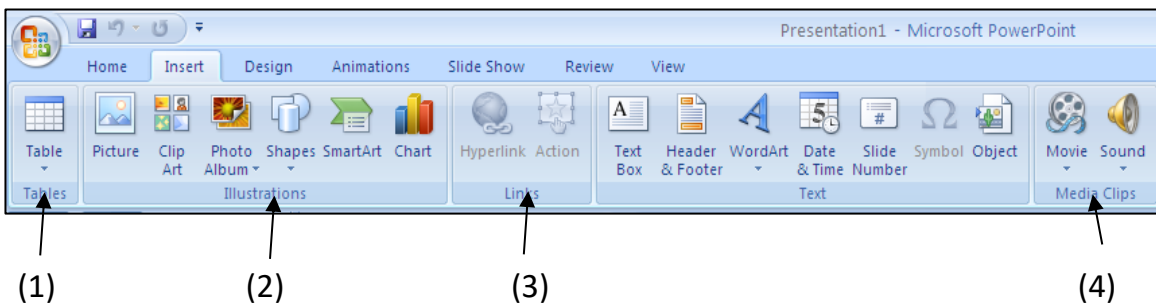 Presentation1 - Microsoft PowerPoint
Home Insert Design Animations Slide Show Review View
Table Picture Clip Art Photo Album Shapes SmartArt Chart Hyperlink Action Text Box Header & Footer WordArt Date & Time Slide Number Symbol Object Movie Sound
Tables Illustrations Links Text Media Clips
(1) (2) (3) (4)